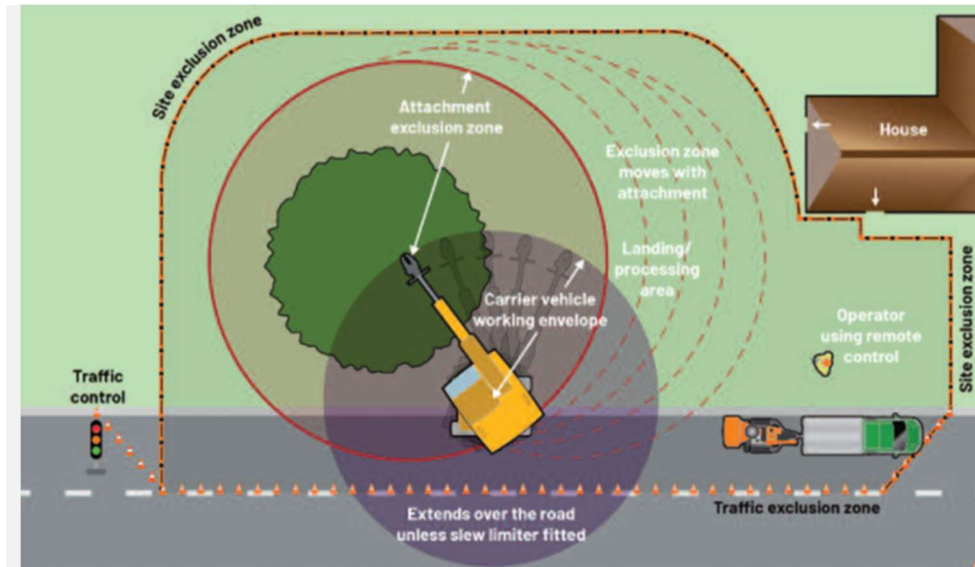 Site exclusion zone
Attachment
exclusion zone
House
Exclusion zone
moves with
attachment
Landing/
processing
area
Carrier vehicle
working envelope
Operator
using remote
control
Site exclusion zone
Traffic
control
Traffic exclusion zone
Extends over the road
unless slew limiter fitted